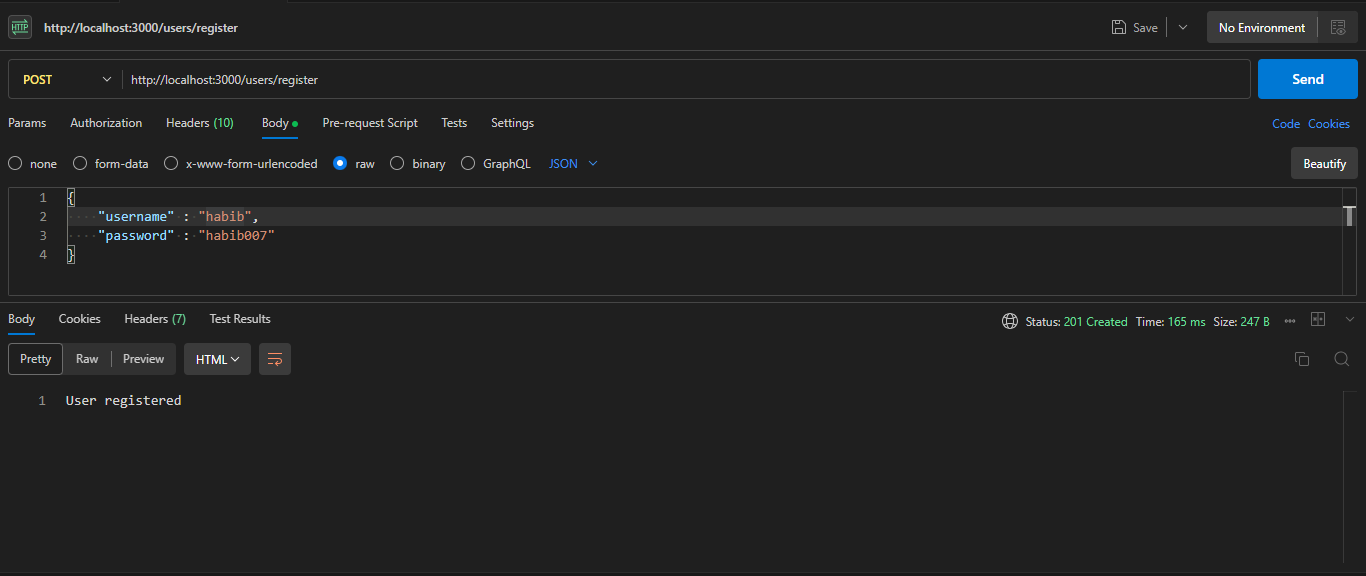 HTTP http://localhost:3000/users/register Save No Environment
POST http://localhost:3000/users/register Send
Params Authorization Headers (10) Body Pre-request Script Tests Settings Code Cookies
none form-data x-www-form-urlencoded raw binary GraphQL JSON Beautify
1 {
2 "username" : "habib",
3 "password" : "habib007"
4 }
Body Cookies Headers (7) Test Results Status: 201 Created Time: 165 ms Size: 247 B
Pretty Raw Preview HTML
1 User registered